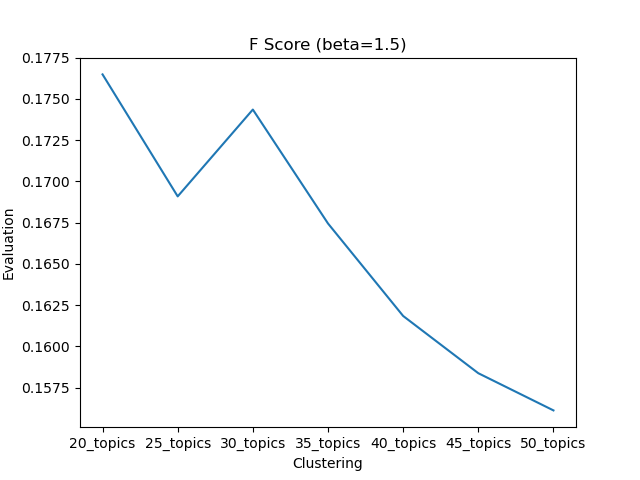 F Score (beta=1.5)
0.1775
0.1750
0.1725
0.1700
0.1675
0.1650
0.1625
0.1600
0.1575
Evaluation
20_topics 25_topics 30_topics 35_topics 40_topics 45_topics 50_topics
Clustering